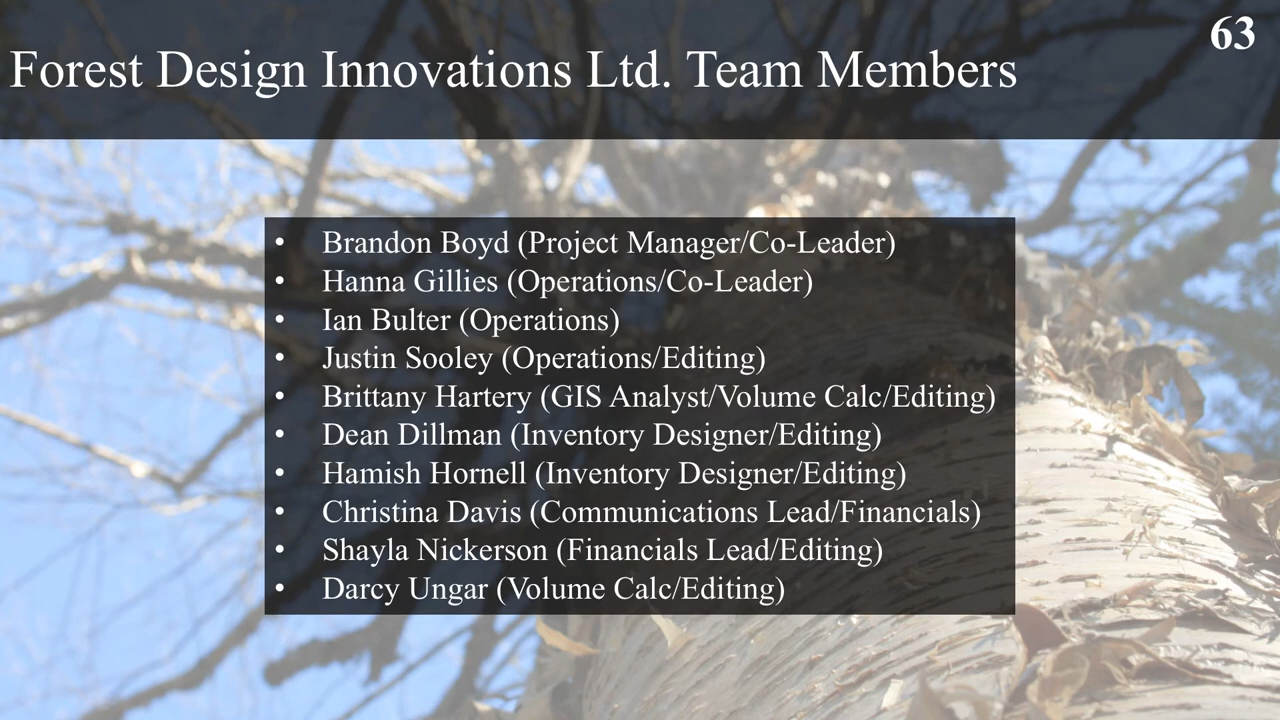 63
Forest Design Innovations Ltd. Team Members
• Brandon Boyd (Project Manager/Co-Leader)
• Hanna Gillies (Operations/Co-Leader)
• Ian Bulter (Operations)
• Justin Sooley (Operations/Editing)
• Brittany Hartery (GIS Analyst/Volume Calc/Editing)
• Dean Dillman (Inventory Designer/Editing)
• Hamish Hornell (Inventory Designer/Editing)
• Christina Davis (Communications Lead/Financials)
• Shayla Nickerson (Financials Lead/Editing)
• Darcy Ungar (Volume Calc/Editing)